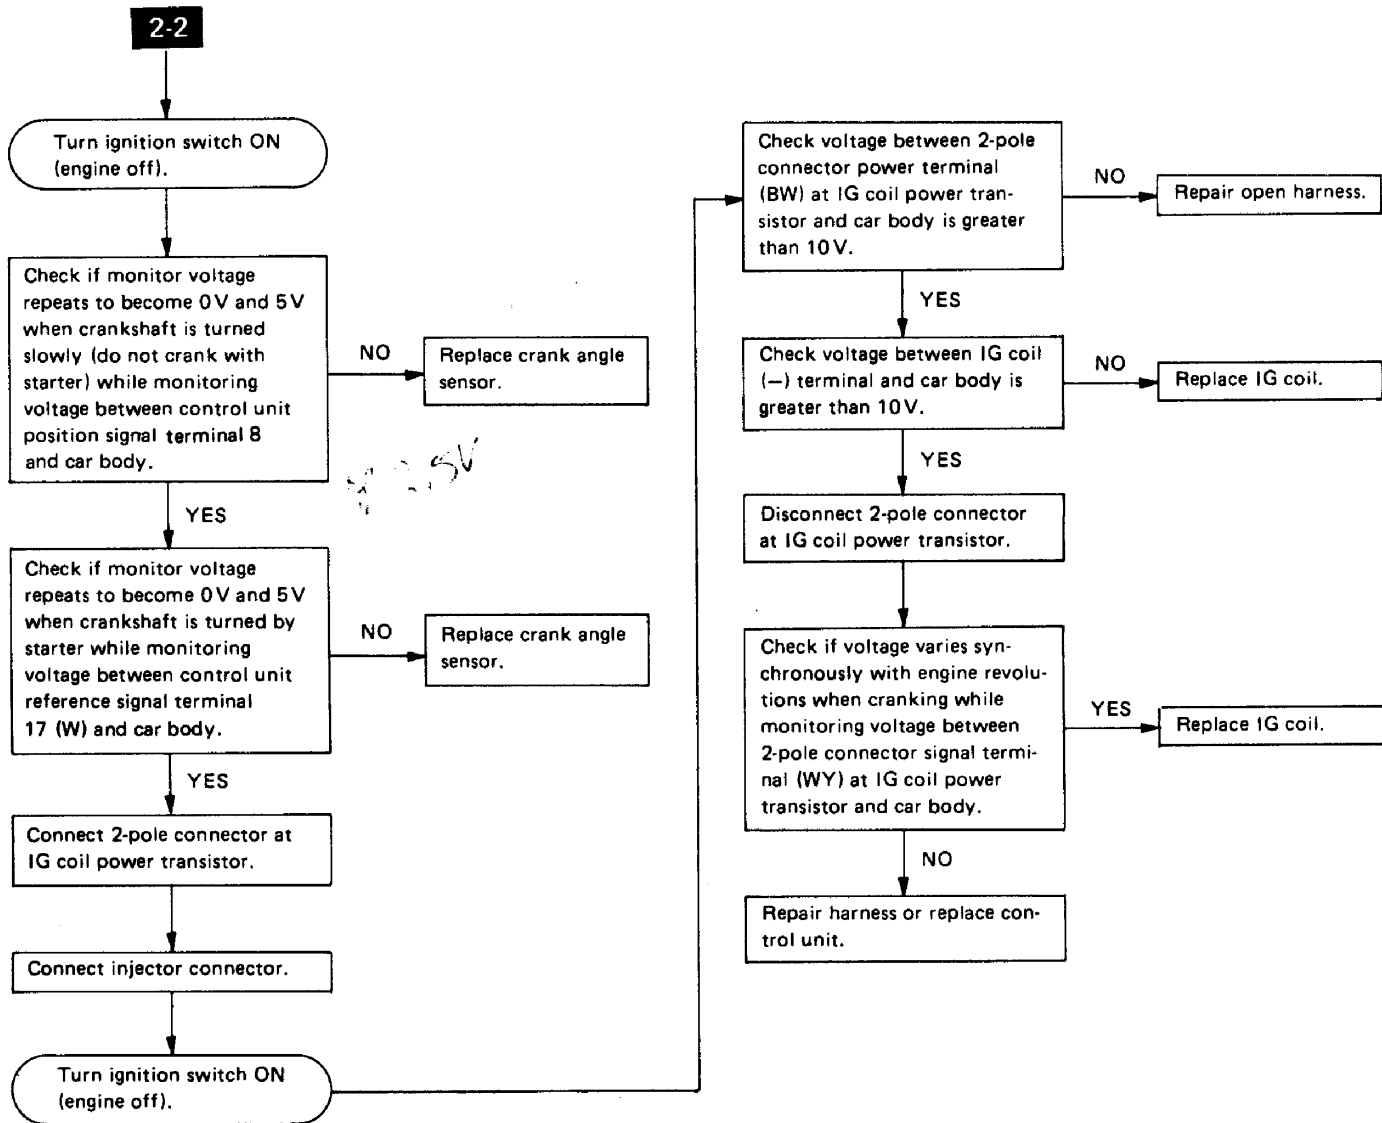 2-2
Turn ignition switch ON
(engine off).
Check if monitor voltage
repeats to become 0V and 5V
when crankshaft is turned
slowly (do not crank with
starter) while monitoring
voltage between control unit
position signal terminal 8
and car body.
NO
Replace crank angle
sensor.
YES
Check if monitor voltage
repeats to become 0V and 5V
when crankshaft is turned by
starter while monitoring
voltage between control unit
reference signal terminal
17 (W) and car body.
NO
Replace crank angle
sensor.
YES
Connect 2-pole connector at
IG coil power transistor.
Connect injector connector.
Turn ignition switch ON
(engine off).
Check voltage between 2-pole
connector power terminal
(BW) at IG coil power tran-
sistor and car body is greater
than 10V.
NO
Repair open harness.
YES
Check voltage between IG coil
(−) terminal and car body is
greater than 10V.
NO
Replace IG coil.
YES
Disconnect 2-pole connector
at IG coil power transistor.
Check if voltage varies syn-
chronously with engine revolu-
tions when cranking while
monitoring voltage between
2-pole connector signal termi-
nal (WY) at IG coil power
transistor and car body.
YES
Replace IG coil.
NO
Repair harness or replace con-
trol unit.